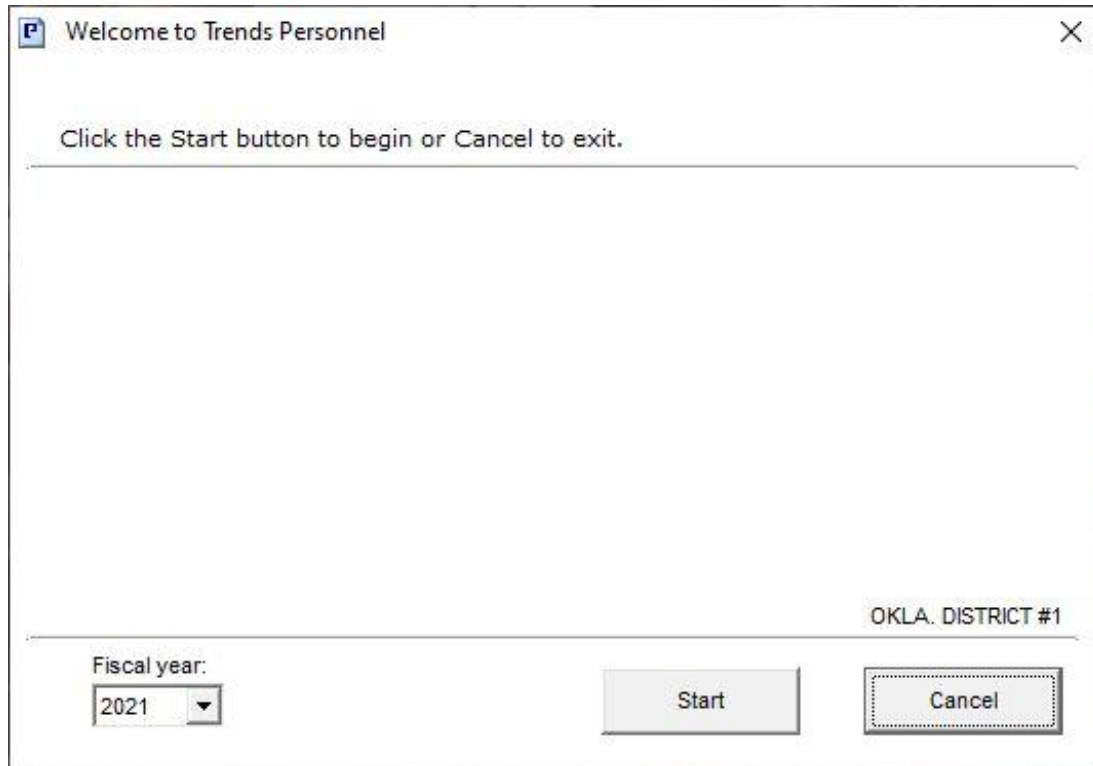 P Welcome to Trends Personnel
Click the Start button to begin or Cancel to exit.
OKLA. DISTRICT #1
Fiscal year:
2021 Start Cancel